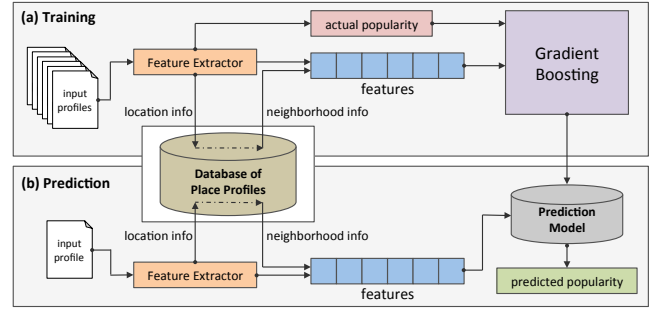 (a) Training
actual popularity
Gradient
Boosting
Feature Extractor
input
profiles
features
location info
neighborhood info
Database of
Place Profiles
(b) Prediction
Prediction
Model
input
profile
location info
neighborhood info
Feature Extractor
features
predicted popularity